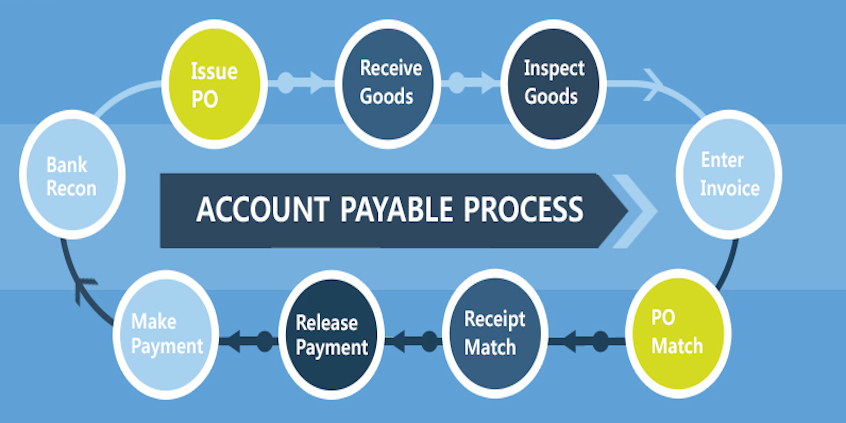 Issue
PO
Receive
Goods
Inspect
Goods
Enter
Invoice
PO
Match
Receipt
Match
Release
Payment
Make
Payment
Bank
Recon
ACCOUNT PAYABLE PROCESS